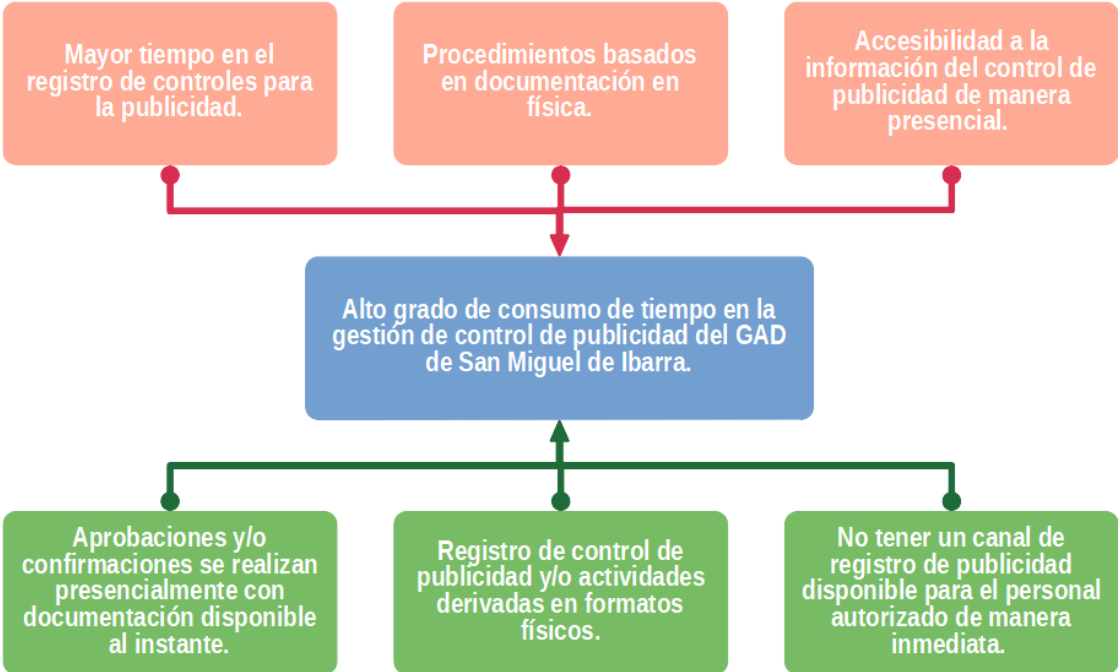 Mayor tiempo en el
registro de controles para
la publicidad.
Procedimientos basados
en documentación en
física.
Accesibilidad a la
información del control de
publicidad de manera
presencial.
Alto grado de consumo de tiempo en la
gestión de control de publicidad del GAD
de San Miguel de Ibarra.
Aprobaciones y/o
confirmaciones se realizan
presencialmente con
documentación disponible
al instante.
Registro de control de
publicidad y/o actividades
derivadas en formatos
físicos.
No tener un canal de
registro de publicidad
disponible para el personal
autorizado de manera
inmediata.